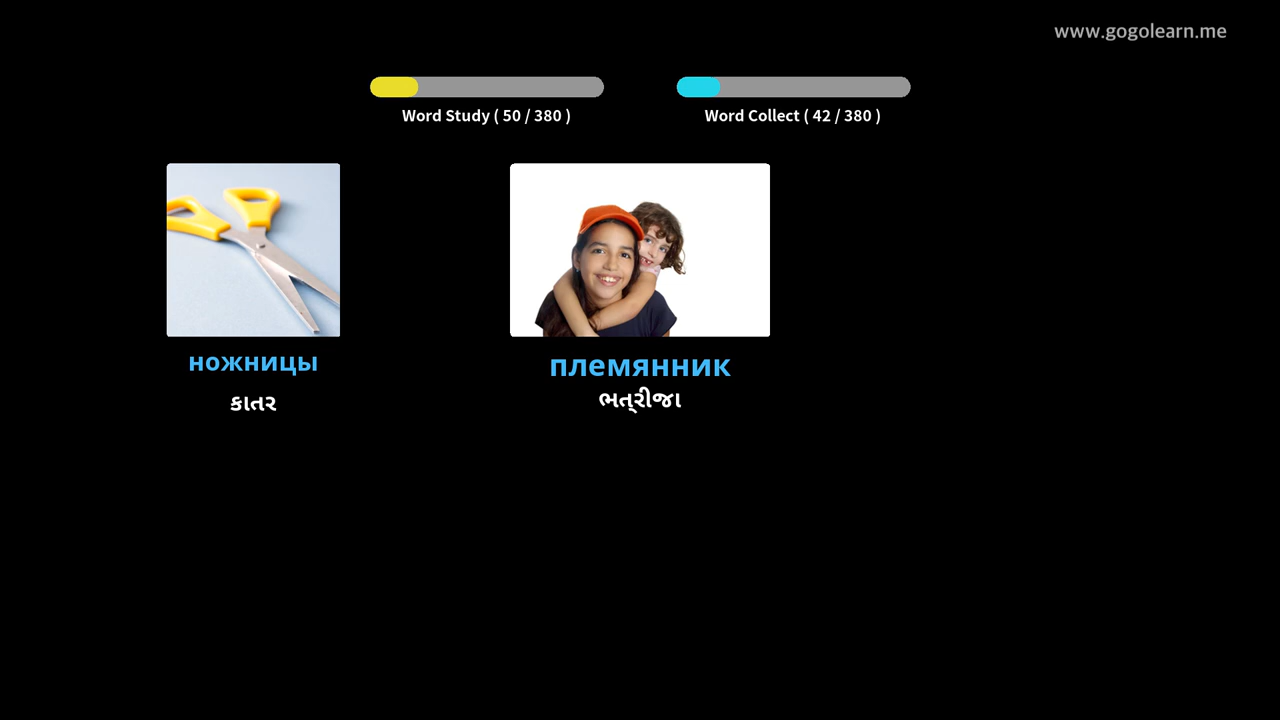 www.gogolearn.me
Word Study ( 50 / 380 )
Word Collect ( 42 / 380 )
ножницы
કાતર
племянник
ભત્રીજા